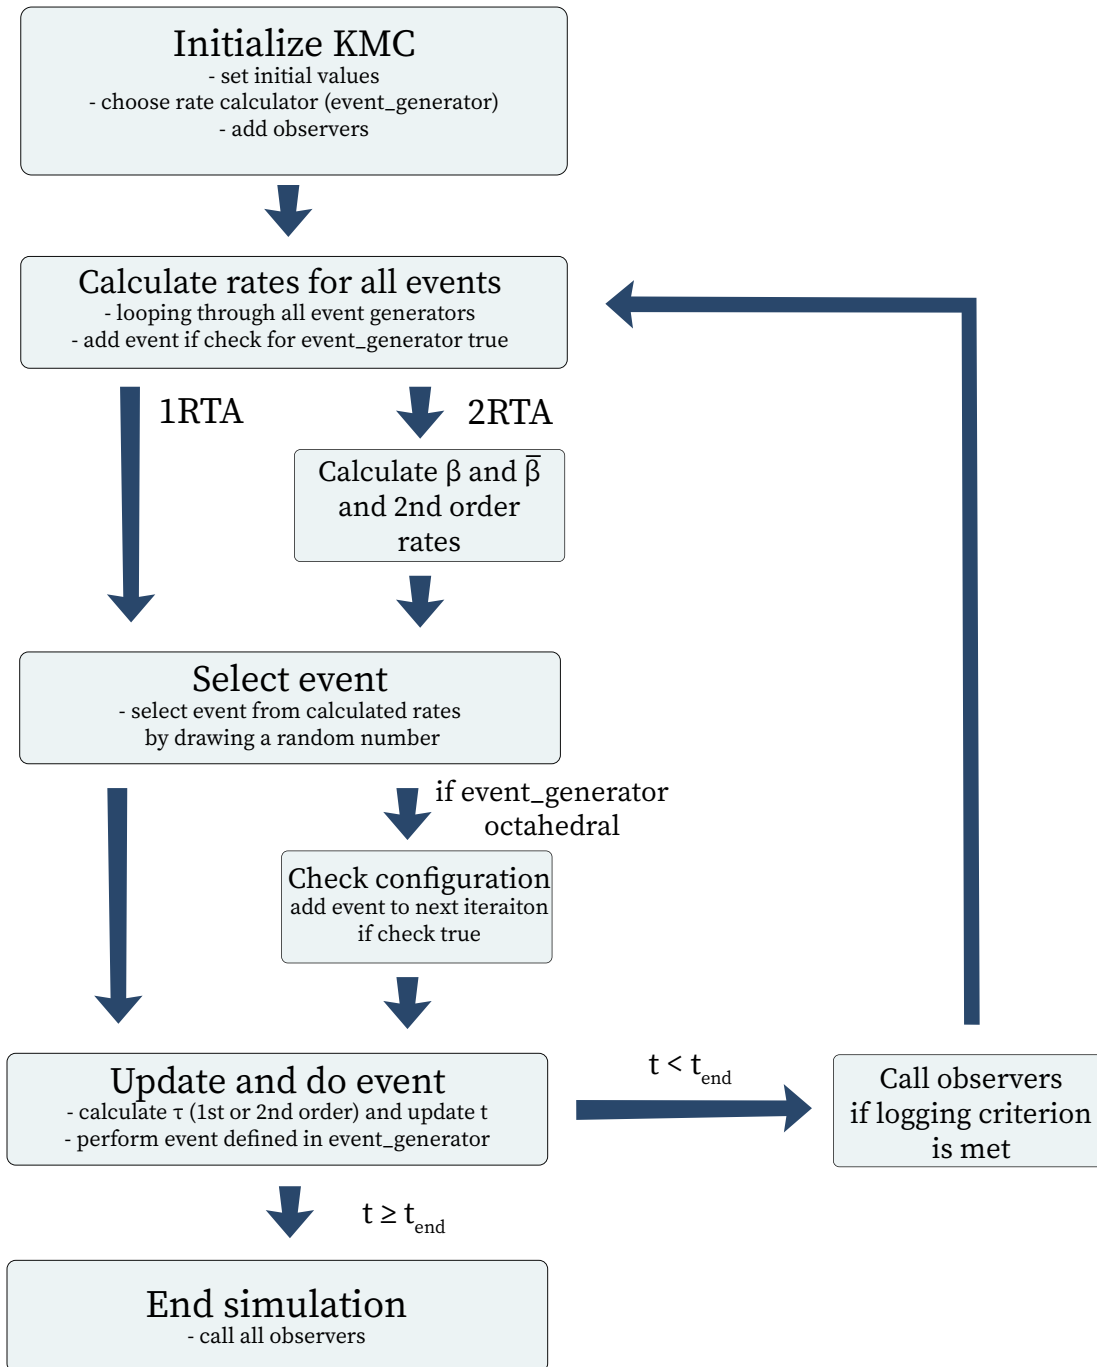 Initialize KMC
- set initial values
- choose rate calculator (event_generator)
- add observers
Calculate rates for all events
- looping through all event generators
- add event if check for event_generator true
1RTA
2RTA
Calculate β and β̅
and 2nd order
rates
Select event
- select event from calculated rates
by drawing a random number
if event_generator
octahedral
Check configuration
add event to next iteraiton
if check true
Update and do event
- calculate τ (1st or 2nd order) and update t
- perform event defined in event_generator
t < t_end
Call observers
if logging criterion
is met
t ≥ t_end
End simulation
- call all observers